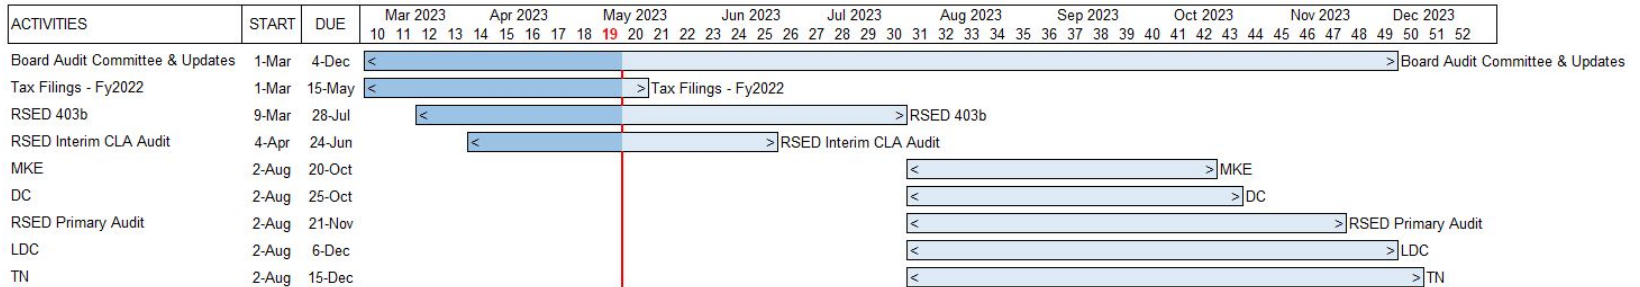 ACTIVITIES START DUE Mar 2023 Apr 2023 May 2023 Jun 2023 Jul 2023 Aug 2023 Sep 2023 Oct 2023 Nov 2023 Dec 2023
10 11 12 13 14 15 16 17 18 19 20 21 22 23 24 25 26 27 28 29 30 31 32 33 34 35 36 37 38 39 40 41 42 43 44 45 46 47 48 49 50 51 52
Board Audit Committee & Updates 1-Mar 4-Dec < > Board Audit Committee & Updates
Tax Filings - Fy2022 1-Mar 15-May < > Tax Filings - Fy2022
RSED 403b 9-Mar 28-Jul < > RSED 403b
RSED Interim CLA Audit 4-Apr 24-Jun < > RSED Interim CLA Audit
MKE 2-Aug 20-Oct < > MKE
DC 2-Aug 25-Oct < > DC
RSED Primary Audit 2-Aug 21-Nov < > RSED Primary Audit
LDC 2-Aug 6-Dec < > LDC
TN 2-Aug 15-Dec < > TN